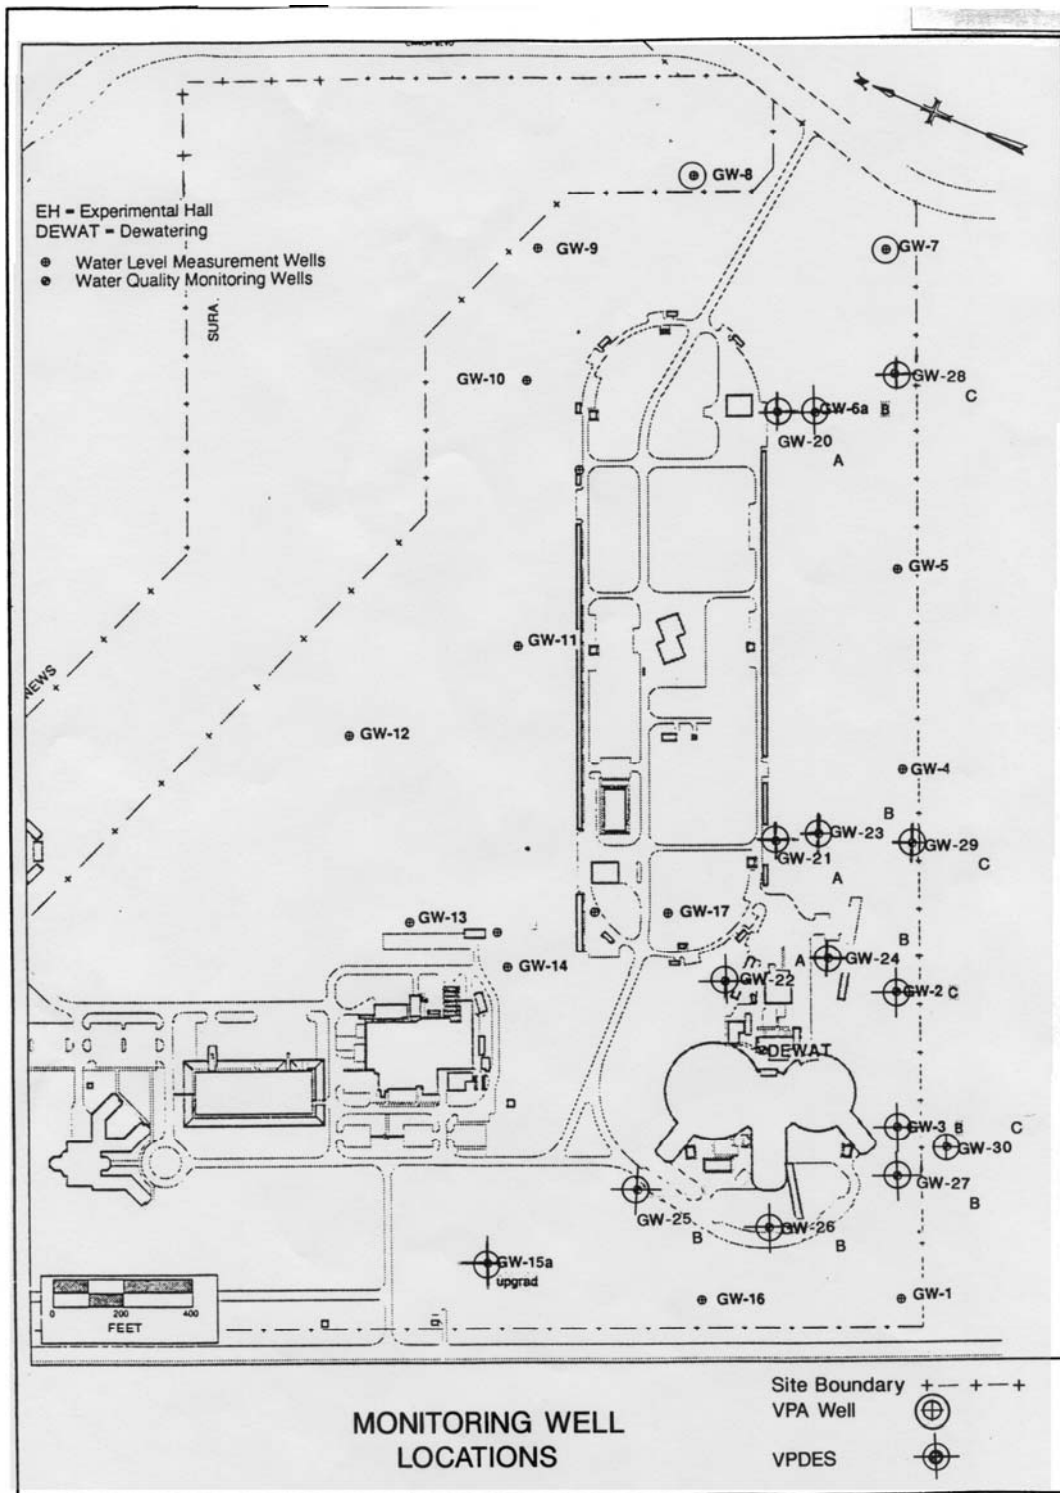 N
GW-8
EH = Experimental Hall
DEWAT = Dewatering
GW-9
GW-7
Water Level Measurement Wells
Water Quality Monitoring Wells
SURA
GW-10
GW-28
C
GW-6a B
GW-20
A
GW-5
GW-11
NEWS
GW-12
GW-4
B
GW-23
GW-29
GW-21
C
A
GW-13
GW-17
B
GW-14
A
GW-24
GW-22
GW-2 C
DEWAT
GW-3 B
C
GW-30
GW-27
B
GW-25
GW-26
B
B
GW-15a
upgrad
GW-16
GW-1
0 200 400
FEET
Site Boundary
VPA Well
MONITORING WELL
LOCATIONS
VPDES